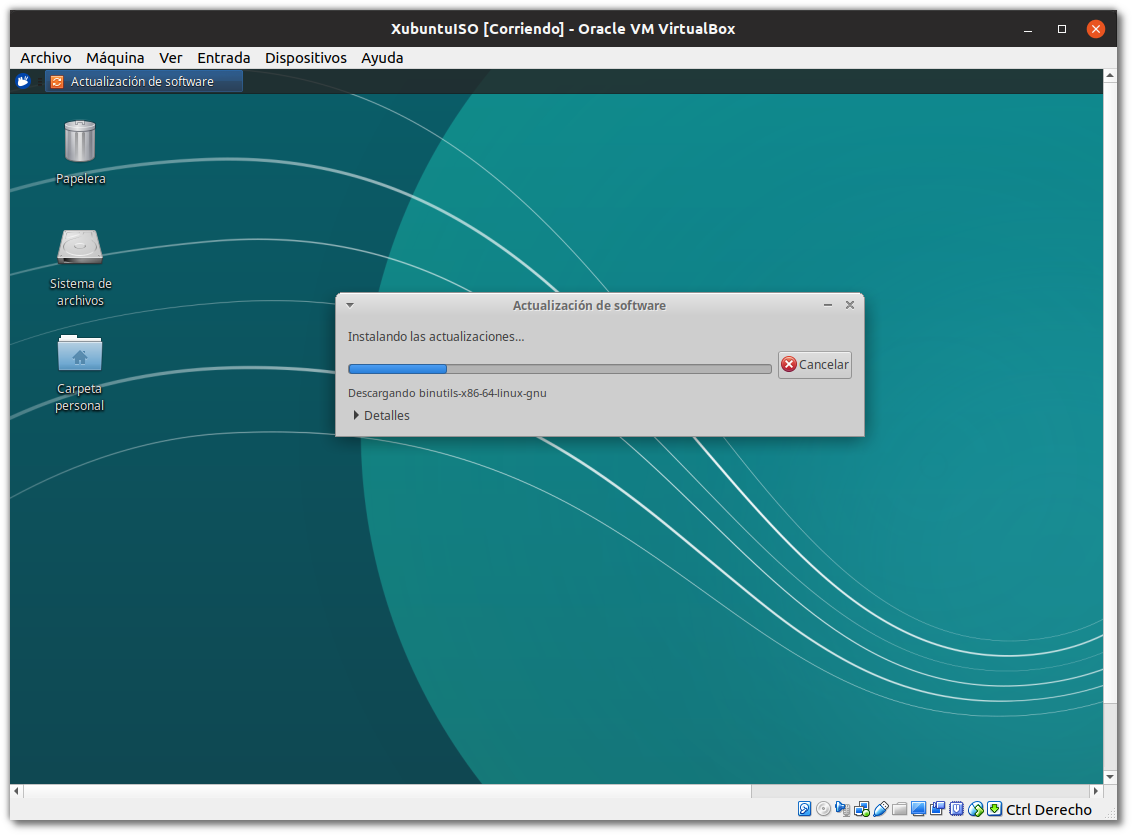 XubuntuISO [Corriendo] - Oracle VM VirtualBox
Archivo Máquina Ver Entrada Dispositivos Ayuda
Actualización de software
Papelera
Sistema de
archivos
Carpeta
personal
Actualización de software
Instalando las actualizaciones...
Cancelar
Descargando binutils-x86-64-linux-gnu
Detalles
Ctrl Derecho